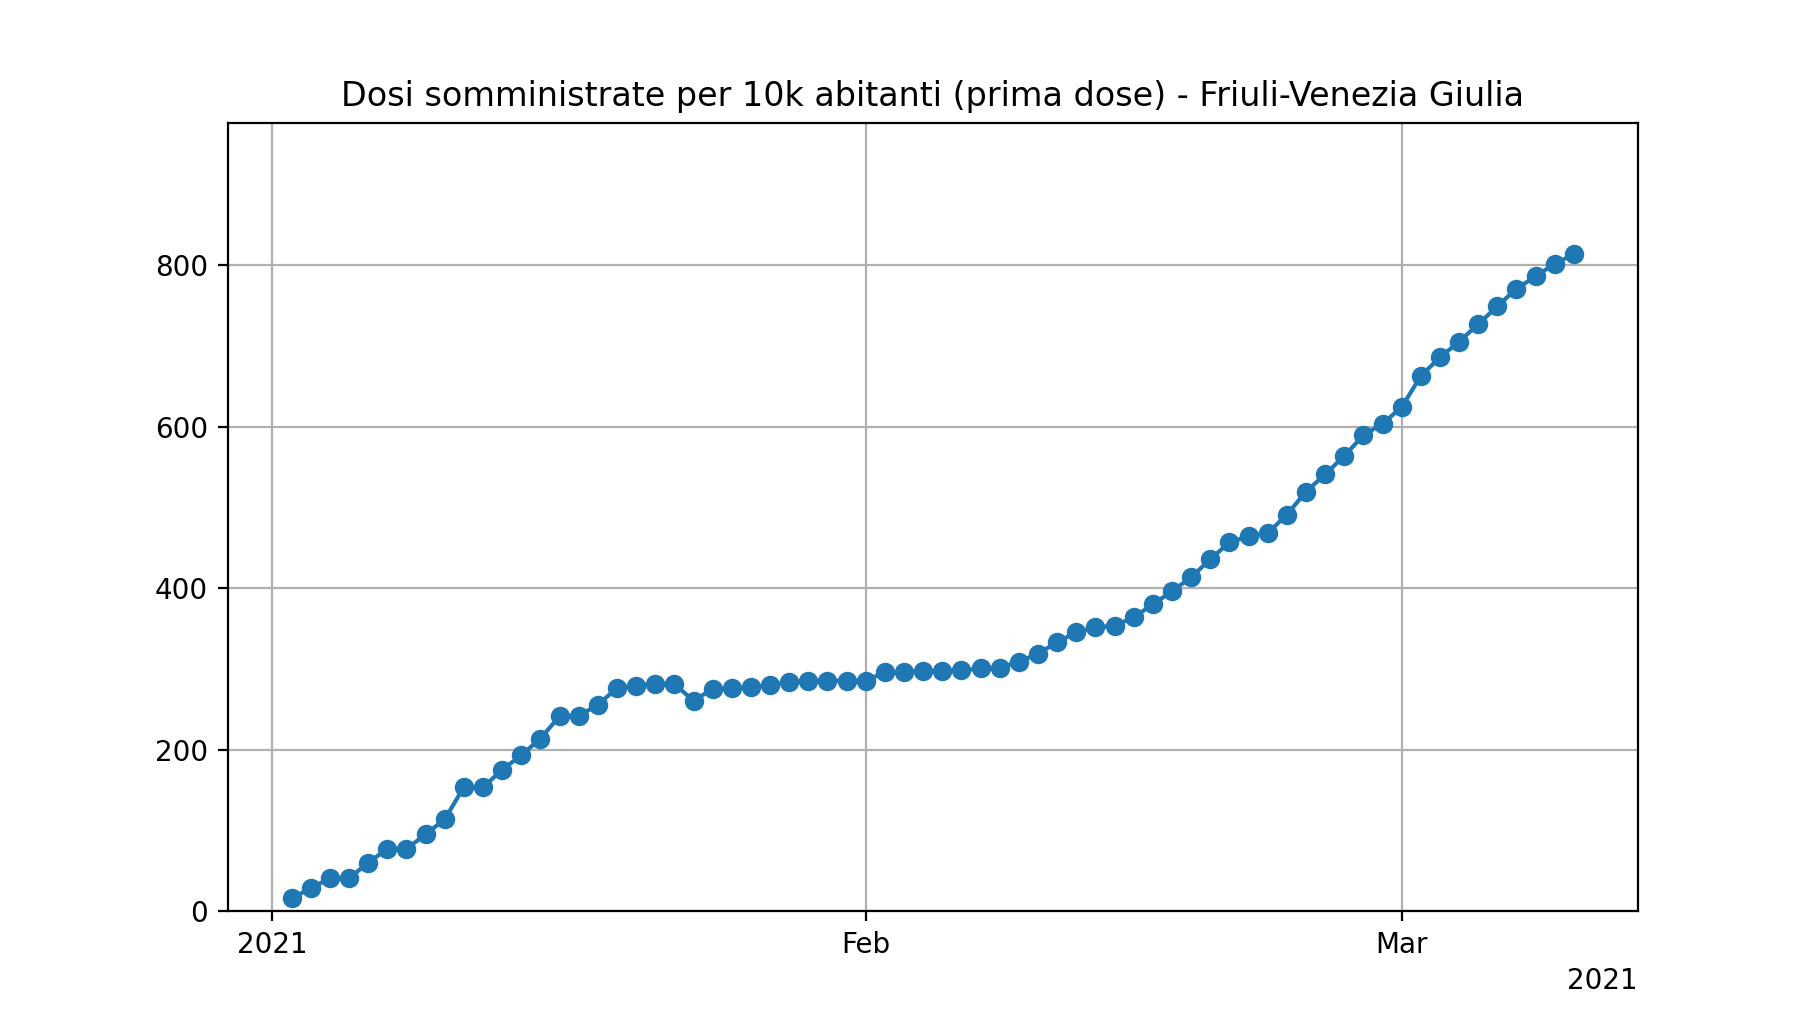 Dosi somministrate per 10k abitanti (prima dose) - Friuli-Venezia Giulia
800
600
400
200
0
2021
Feb
Mar
2021